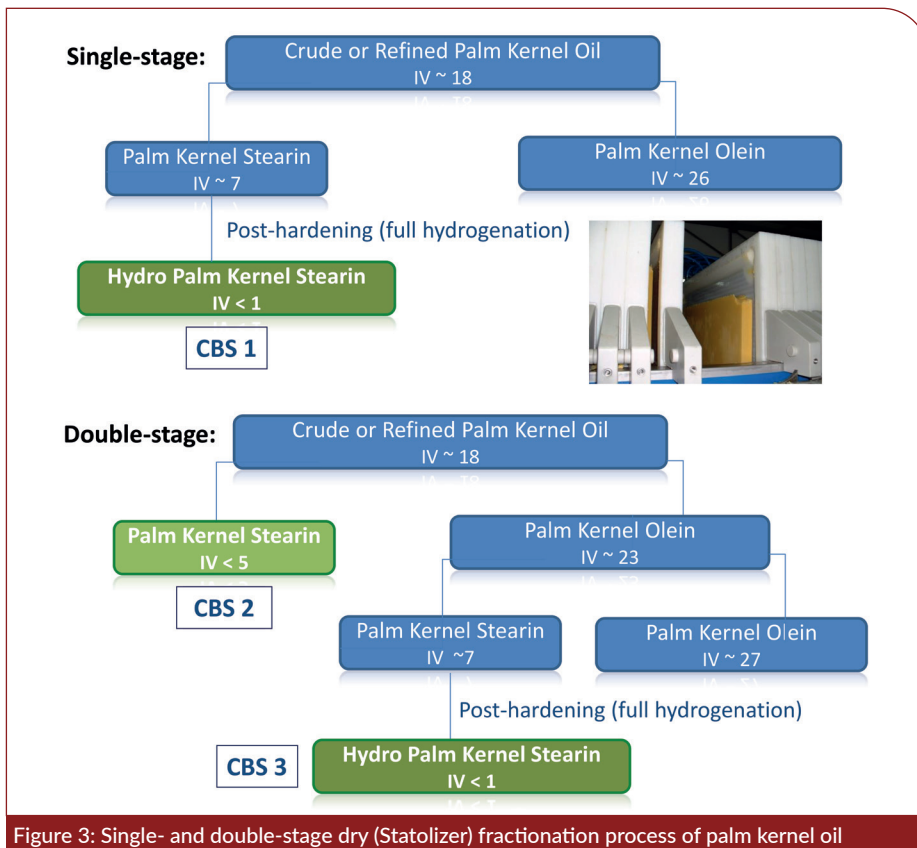 Single-stage:
Crude or Refined Palm Kernel Oil
IV ~ 18
Palm Kernel Stearin
IV ~ 7
Palm Kernel Olein
IV ~ 26
Post-hardening (full hydrogenation)
Hydro Palm Kernel Stearin
IV < 1
CBS 1
Double-stage:
Crude or Refined Palm Kernel Oil
IV ~ 18
Palm Kernel Stearin
IV < 5
CBS 2
Palm Kernel Olein
IV ~ 23
Palm Kernel Stearin
IV ~7
Palm Kernel Olein
IV ~ 27
Post-hardening (full hydrogenation)
CBS 3
Hydro Palm Kernel Stearin
IV < 1
Figure 3: Single- and double-stage dry (Statolizer) fractionation process of palm kernel oil